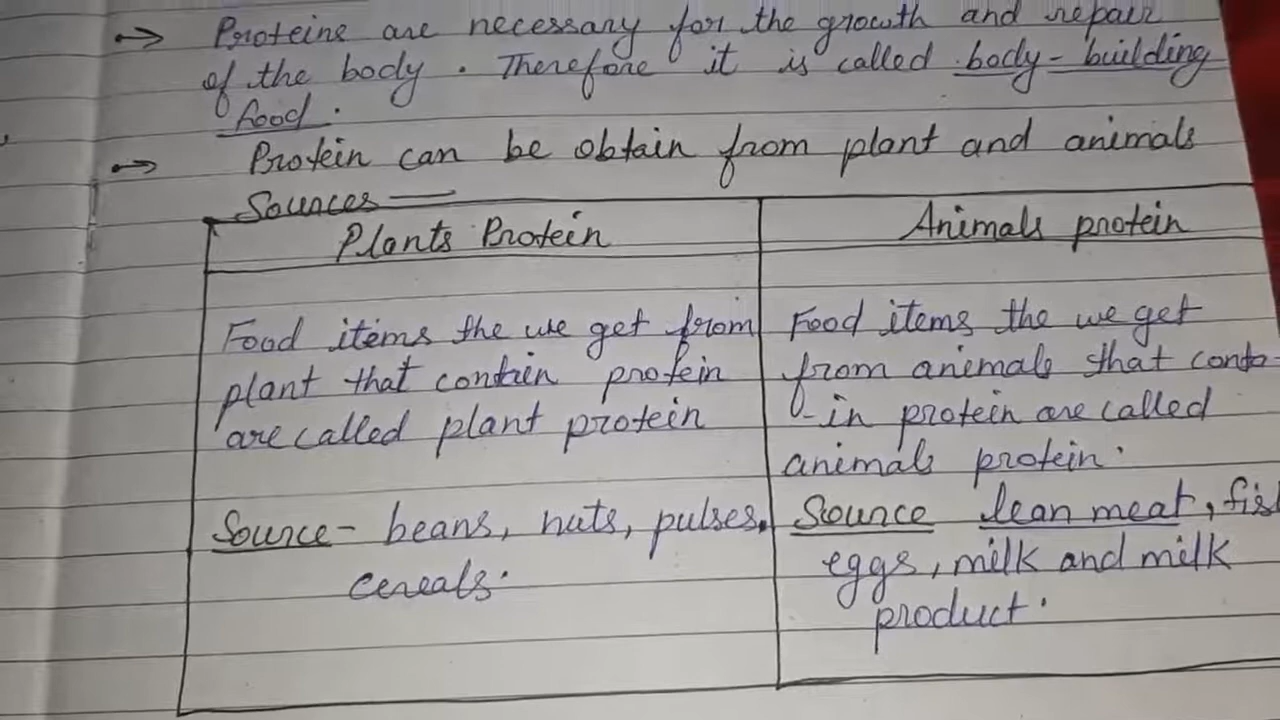 → Proteins are necessary for the growth and repair
of the body. Therefore it is called body-building
food.
→ Protein can be obtain from plant and animals
Sources —
Plants Protein
Food items the we get from
plant that contain protein
are called plant protein
Source - beans, nuts, pulses,
cereals.
Animals protein
Food items the we get
from animals that conta-
-in protein are called
animals protein.
Source lean meat, fis
eggs, milk and milk
product.